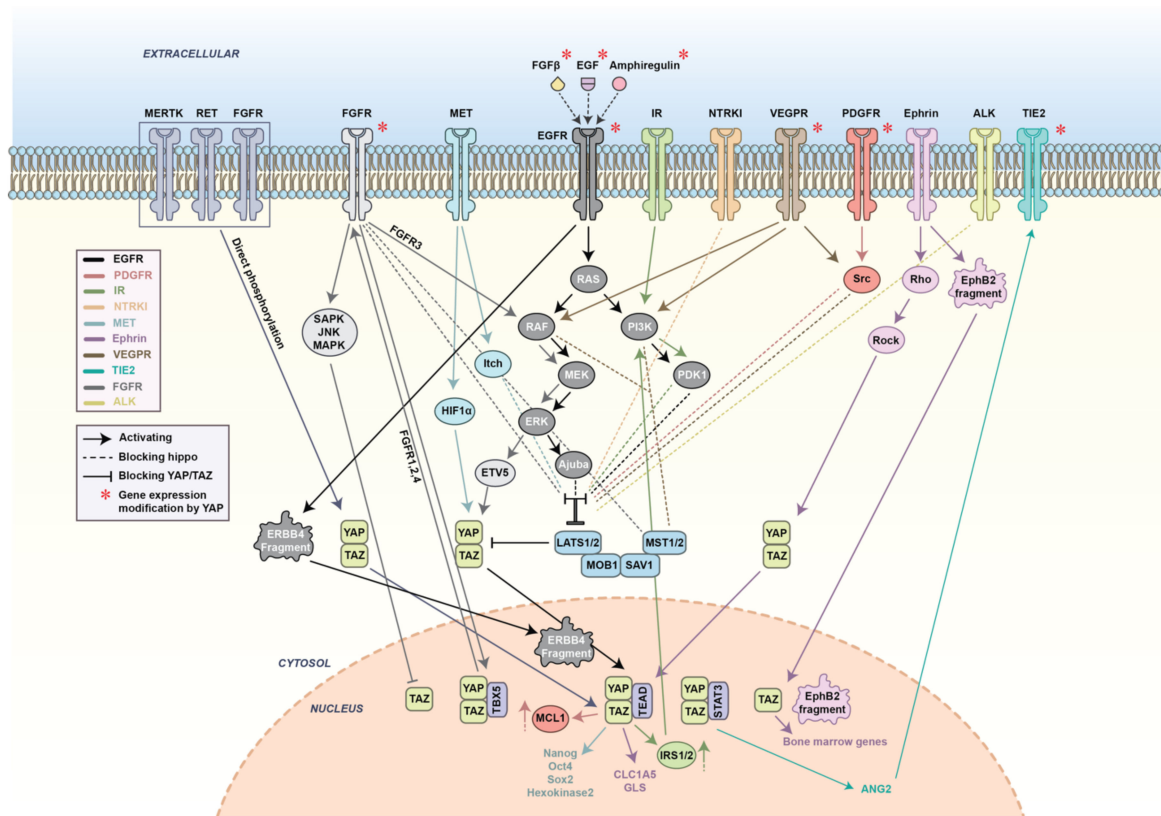 EXTRACELLULAR
FGFβ * EGF * Amphiregulin *
MERTK RET FGFR
FGFR *
MET
EGFR *
IR
NTRKI
VEGPR *
PDGFR *
Ephrin
ALK
TIE2 *
Direct phosphorylation
FGFR3
FGFR1,2,4
EGFR
PDGFR
IR
NTRKI
MET
Ephrin
VEGPR
TIE2
FGFR
ALK
Activating
Blocking hippo
Blocking YAP/TAZ
* Gene expression
modification by YAP
SAPK
JNK
MAPK
RAS
RAF
PI3K
MEK
PDK1
ERK
Ajuba
Itch
HIF1α
ETV5
Src
Rho
Rock
EphB2
fragment
ERBB4
Fragment
YAP
TAZ
YAP
TAZ
LATS1/2
MST1/2
MOB1
SAV1
YAP
TAZ
ERBB4
Fragment
CYTOSOL
NUCLEUS
TAZ
YAP
TAZ
TBX5
MCL1
YAP
TAZ
TEAD
YAP
TAZ
STAT3
TAZ
EphB2
fragment
Bone marrow genes
Nanog
Oct4
Sox2
Hexokinase2
CLC1A5
GLS
IRS1/2
ANG2